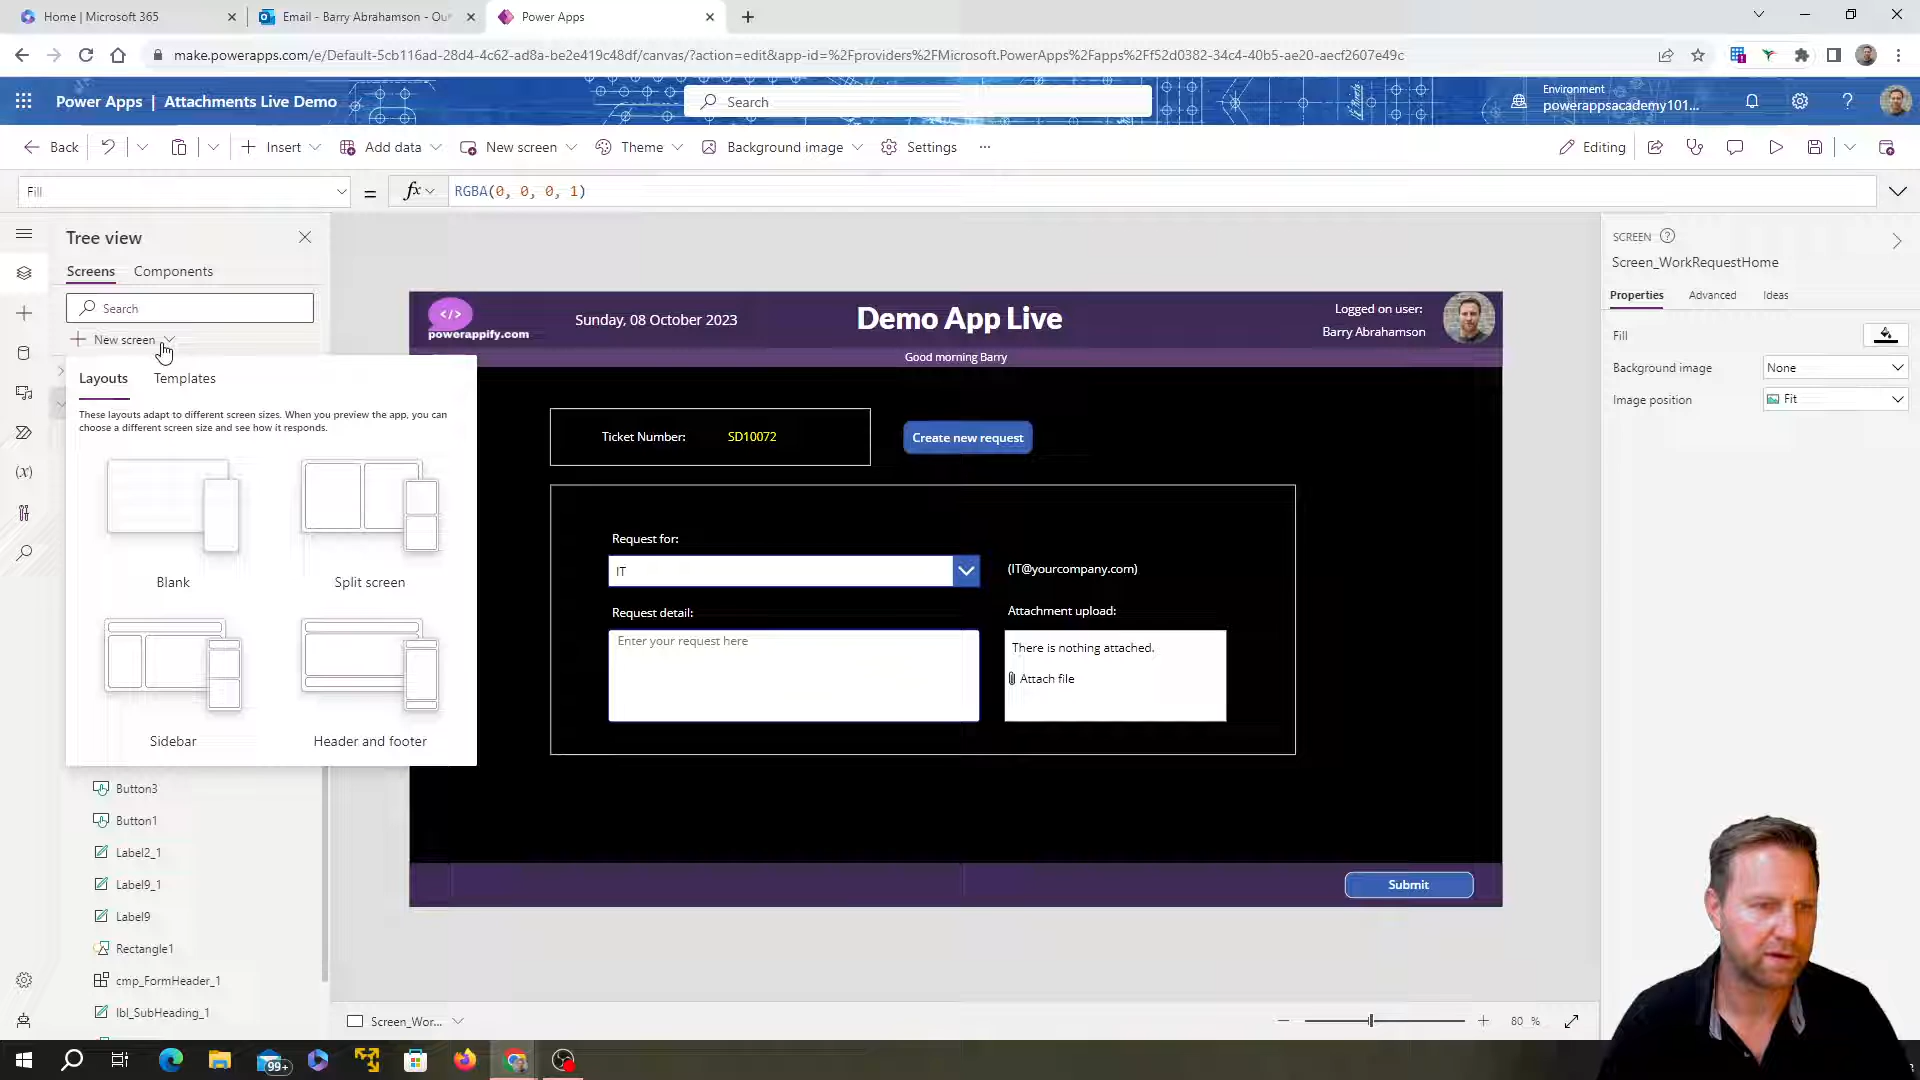 Home | Microsoft 365
Email - Barry Abrahamson - Ou
Power Apps
make.powerapps.com/e/Default-5cb116ad-28d4-4c62-ad8a-be2e419c48df/canvas/?action=edit&app-id=%2Fproviders%2FMicrosoft.PowerApps%2Fapps%2Ff52d0382-34c4-40b5-ae20-aecf2607e49c
Power Apps | Attachments Live Demo
Search
Environment
powerappsacademy101...
Back
Insert
Add data
New screen
Theme
Background image
Settings
Editing
Fill
=
fx
RGBA(0, 0, 0, 1)
Tree view
Screens
Components
Search
New screen
Layouts
Templates
These layouts adapt to different screen sizes. When you preview the app, you can
choose a different screen size and see how it responds.
Blank
Split screen
Sidebar
Header and footer
Button3
Button1
Label2_1
Label9_1
Label9
Rectangle1
cmp_FormHeader_1
lbl_SubHeading_1
</>
powerappify.com
Sunday, 08 October 2023
Demo App Live
Logged on user:
Barry Abrahamson
Good morning Barry
Ticket Number:
SD10072
Create new request
Request for:
IT
(IT@yourcompany.com)
Request detail:
Enter your request here
Attachment upload:
There is nothing attached.
Attach file
Submit
SCREEN
Screen_WorkRequestHome
Properties
Advanced
Ideas
Fill
Background image
None
Image position
Fit
Screen_Wor...
80 %
99+